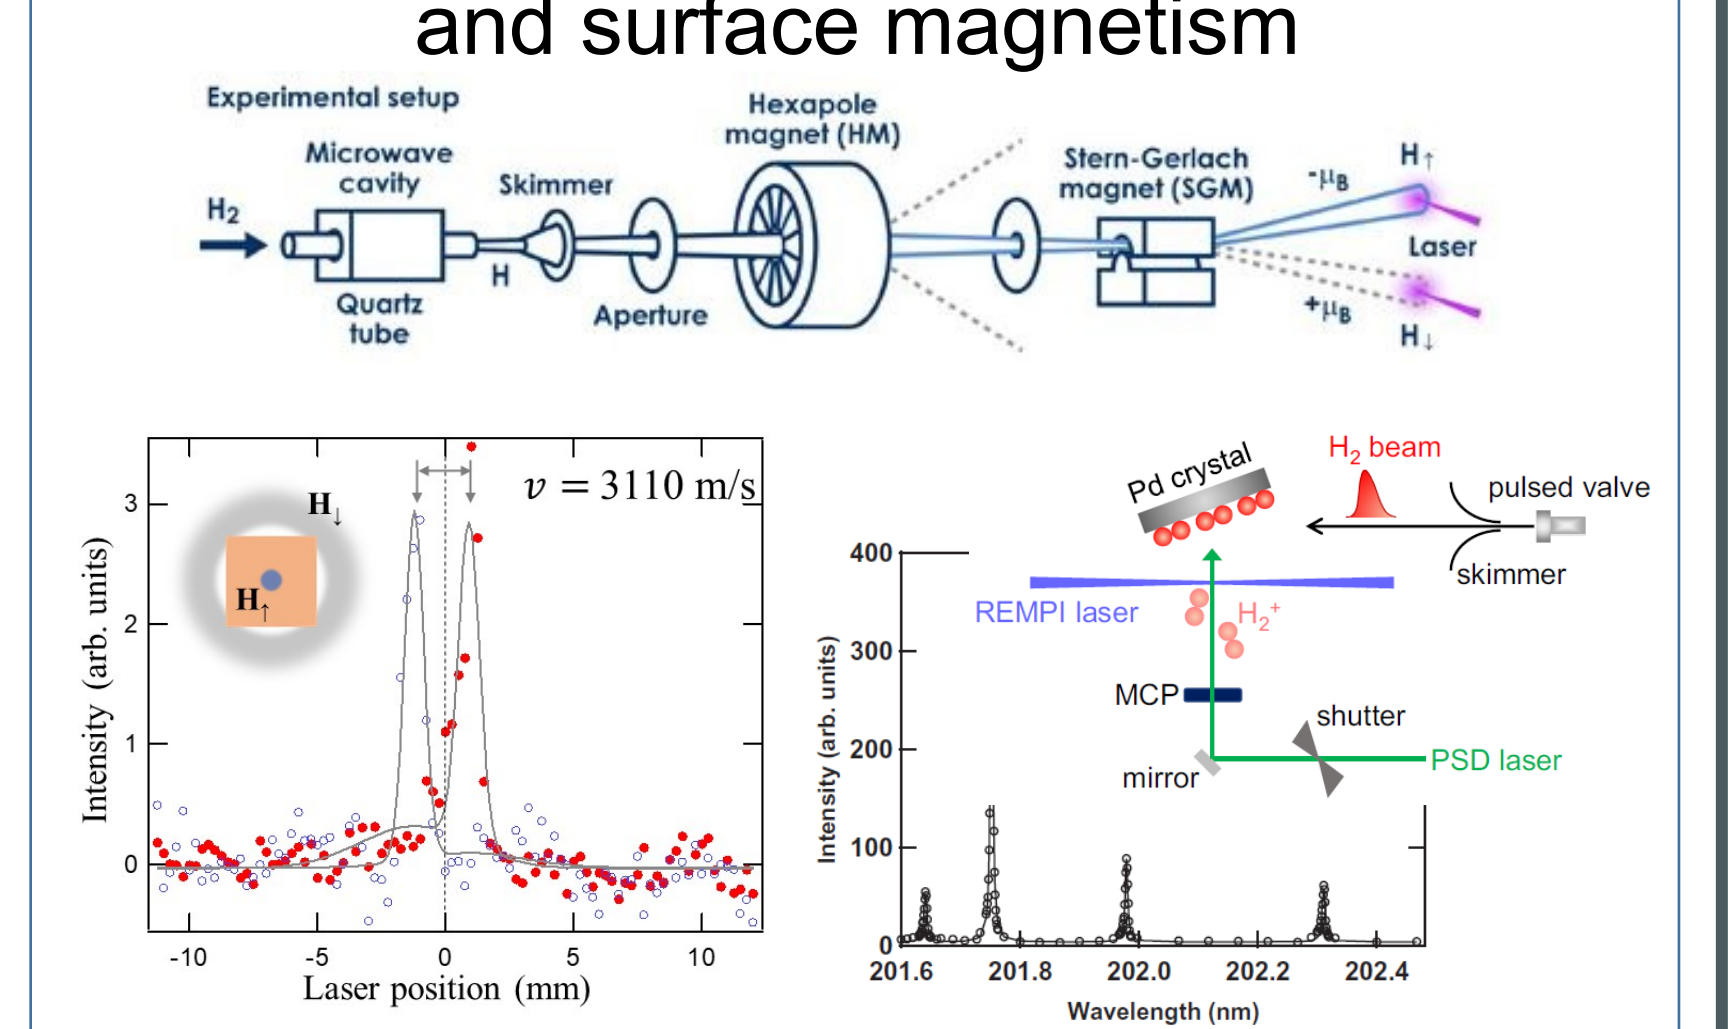 and surface magnetism
Experimental setup
Hexapole
magnet (HM)
Microwave
cavity
Skimmer
Stern-Gerlach
magnet (SGM)
H↑
-μB
H2
Laser
H
Quartz
tube
Aperture
+μB
H↓
v = 3110 m/s
H↓
H↑
3
2
1
0
Intensity (arb. units)
-10 -5 0 5 10
Laser position (mm)
H2 beam
Pd crystal
pulsed valve
skimmer
REMPI laser
H2+
MCP
shutter
PSD laser
mirror
400
300
200
100
0
Intensity (arb. units)
201.6 201.8 202.0 202.2 202.4
Wavelength (nm)